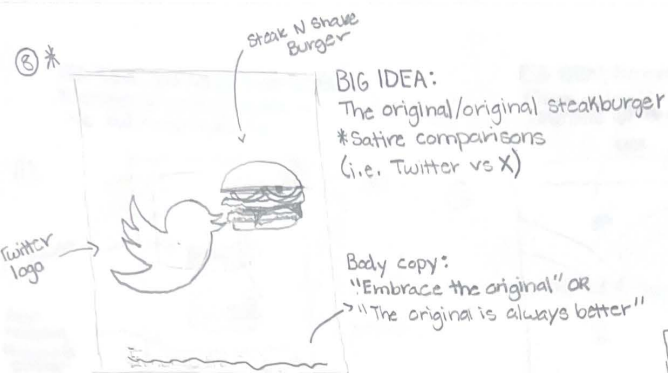 ⑧ *
Steak N Shake
Burger
BIG IDEA:
The original/original steakburger
*Satire comparisons
(i.e. Twitter vs X)
Twitter
logo
Body copy:
"Embrace the original" OR
"The original is always better"